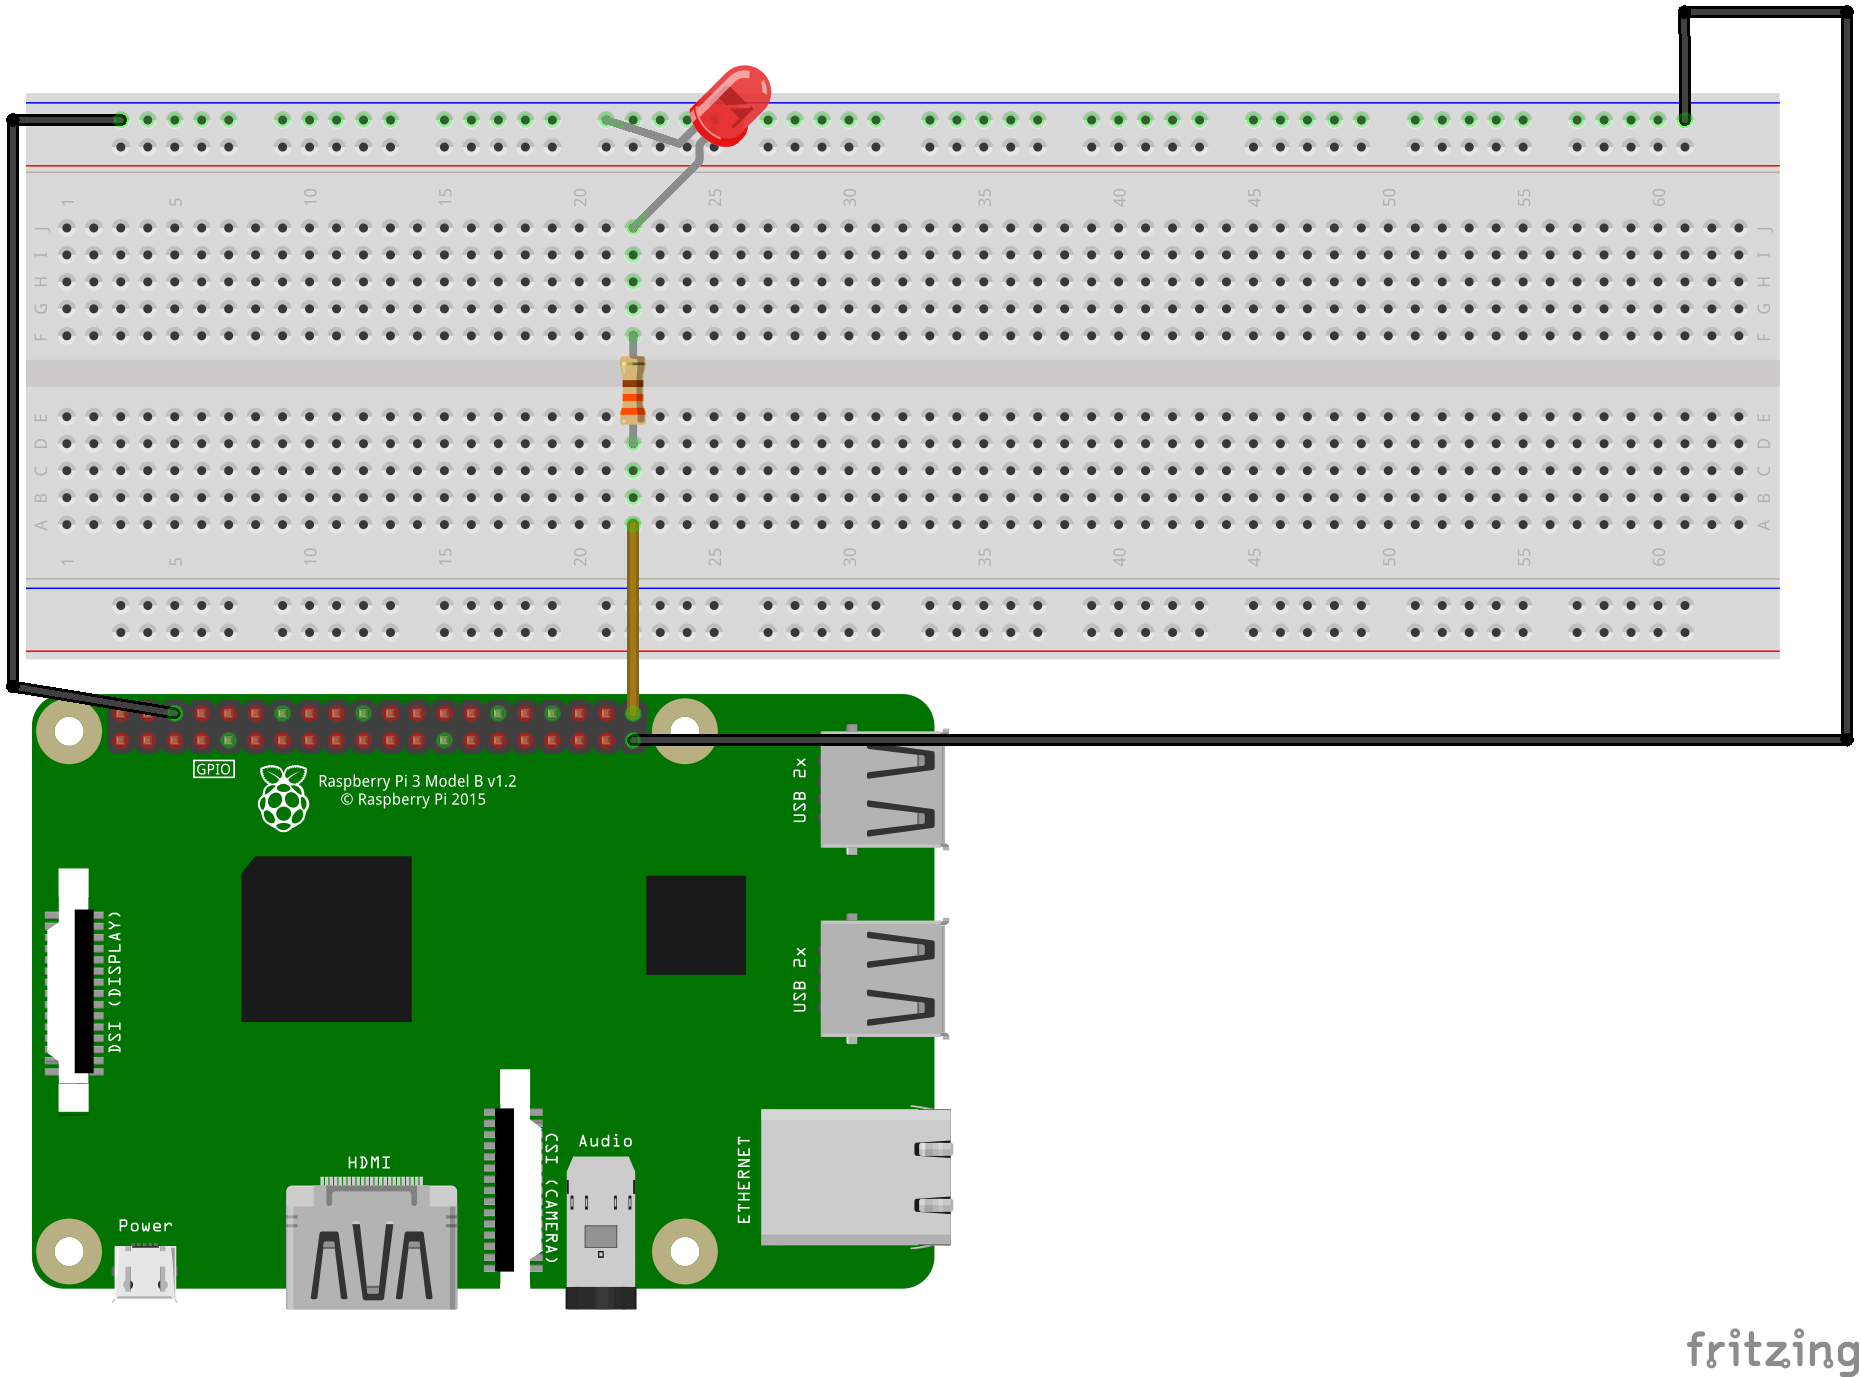 1 5 10 15 20 25 30 35 40 45 50 55 60
J J
I I
H H
G G
F F
E E
D D
C C
B B
A A
1 5 10 15 20 25 30 35 40 45 50 55 60
GPIO
Raspberry Pi 3 Model B v1.2
© Raspberry Pi 2015
USB 2x
USB 2x
DSI (DISPLAY)
CSI (CAMERA)
Audio
ETHERNET
HDMI
Power
fritzing